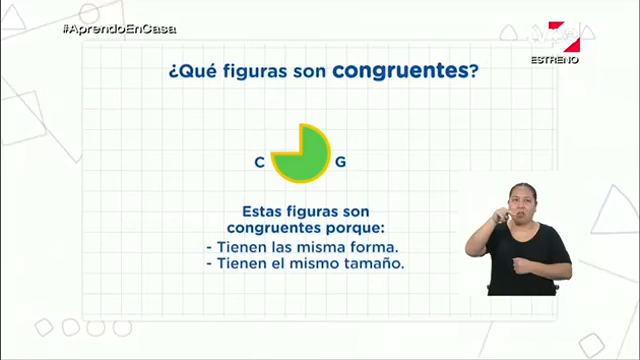 #AprendoEnCasa
ESTRENO
¿Qué figuras son congruentes?
C
G
Estas figuras son
congruentes porque:
- Tienen las misma forma.
- Tienen el mismo tamaño.